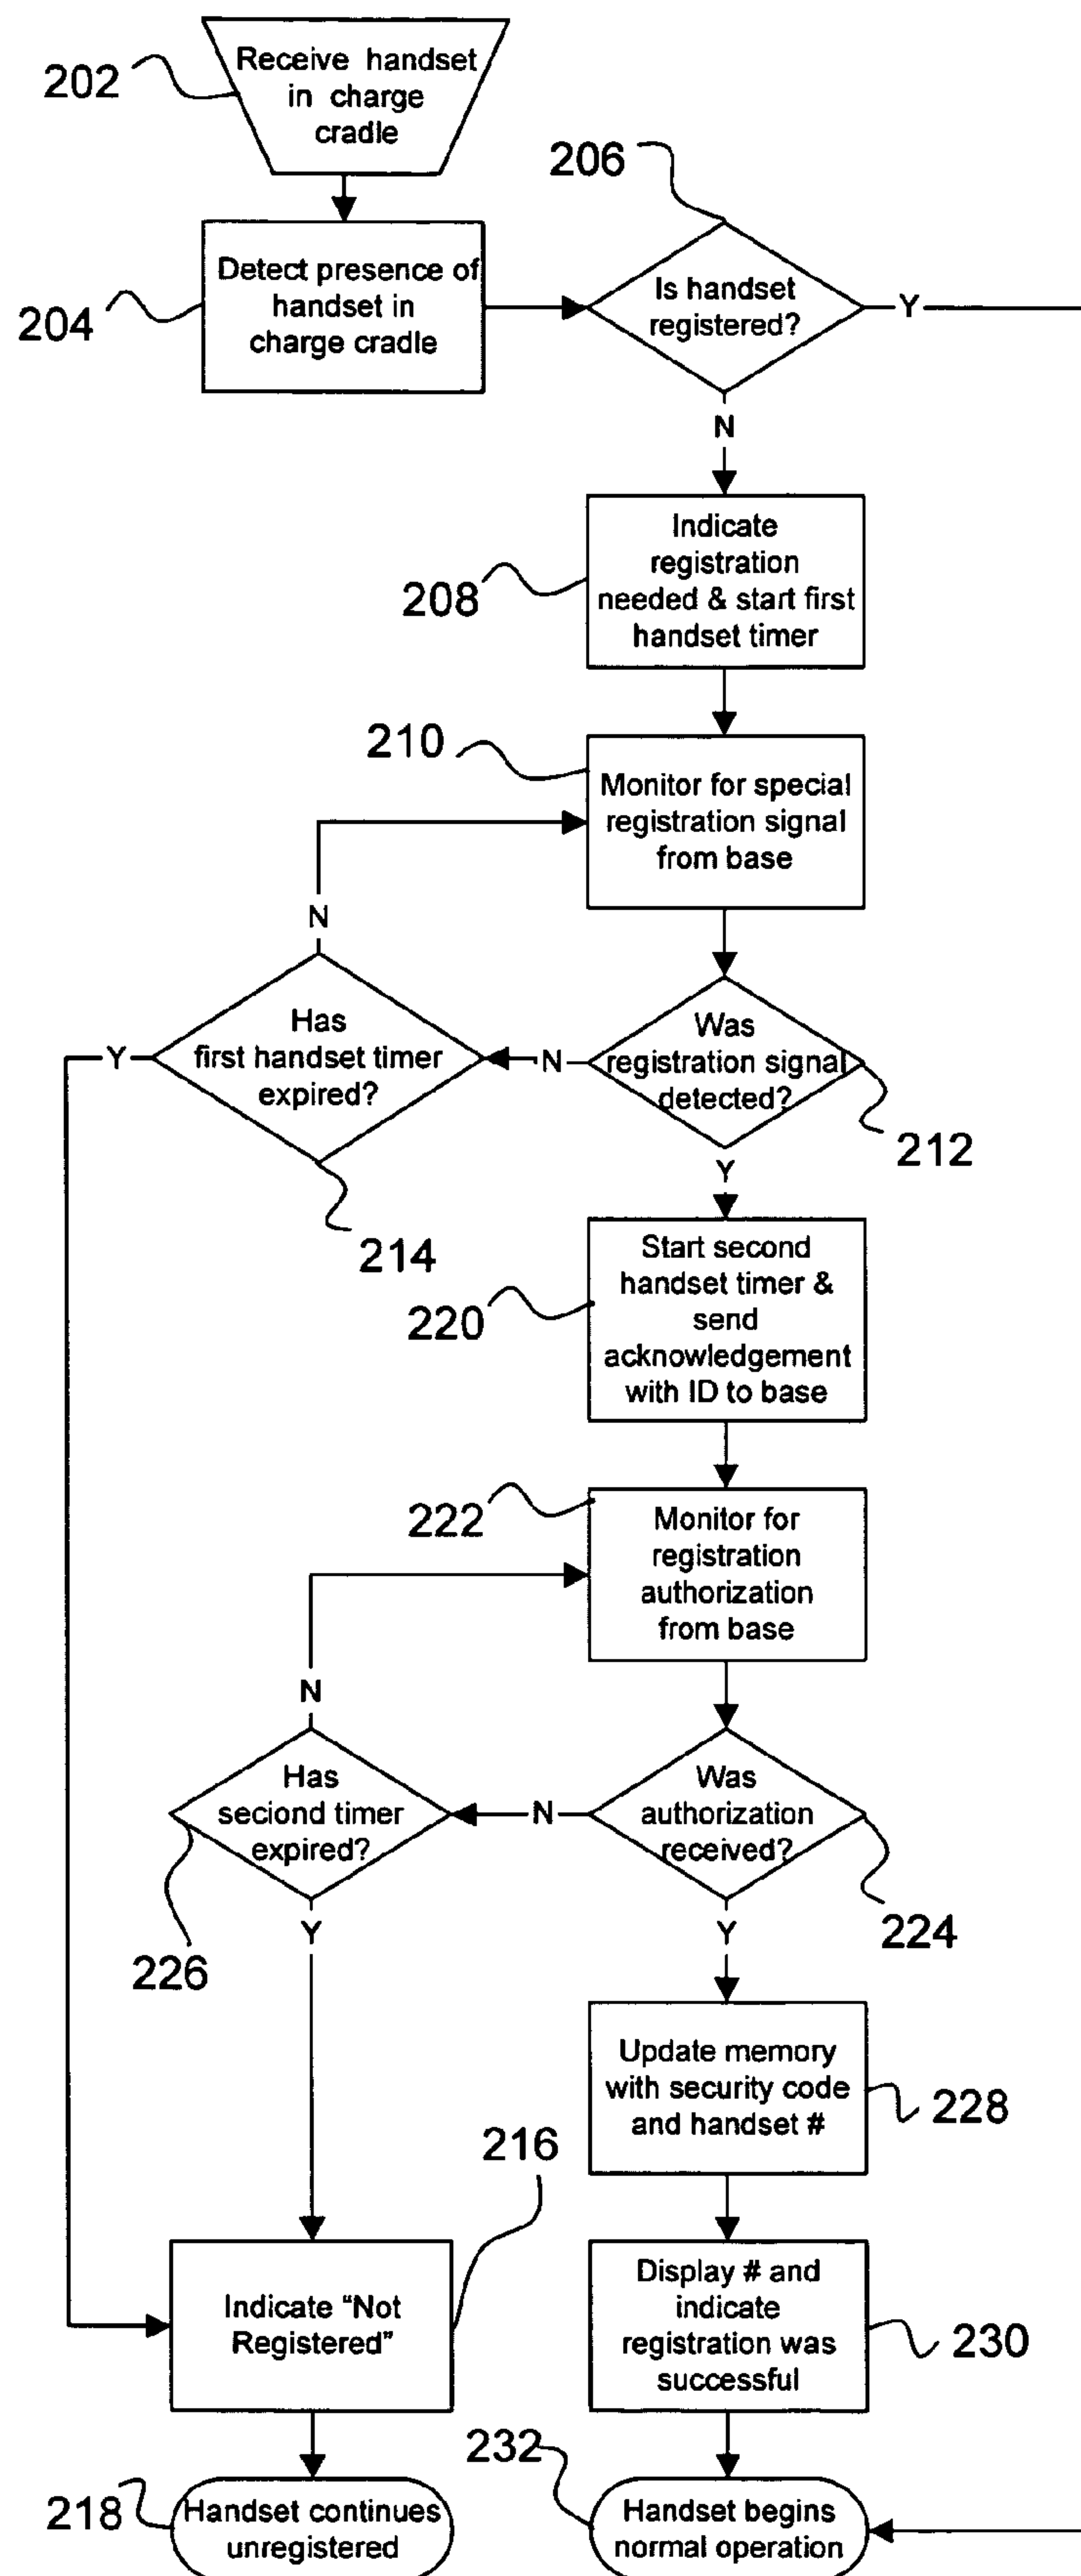 Receive handset
in charge
cradle
202
206
Detect presence of
handset in
charge cradle
204
Is handset
registered?
Y
N
Indicate
registration
needed & start first
handset timer
208
210
Monitor for special
registration signal
from base
N
Has
first handset timer
expired?
Y
N
Was
registration signal
detected?
212
214
Y
Start second
handset timer &
send
acknowledgement
with ID to base
220
222
Monitor for
registration
authorization
from base
N
Has
seciond timer
expired?
N
Was
authorization
received?
224
226
Y
Y
Update memory
with security code
and handset #
228
216
Indicate “Not
Registered”
Display # and
indicate
registration was
successful
230
232
218
Handset continues
unregistered
Handset begins
normal operation